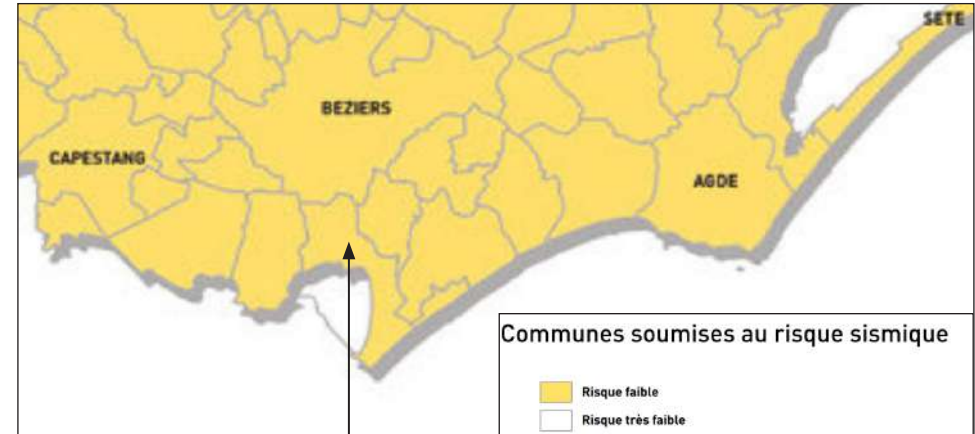 SETE
BEZIERS
CAPESTANG
AGDE
Communes soumises au risque sismique
Risque faible
Risque très faible